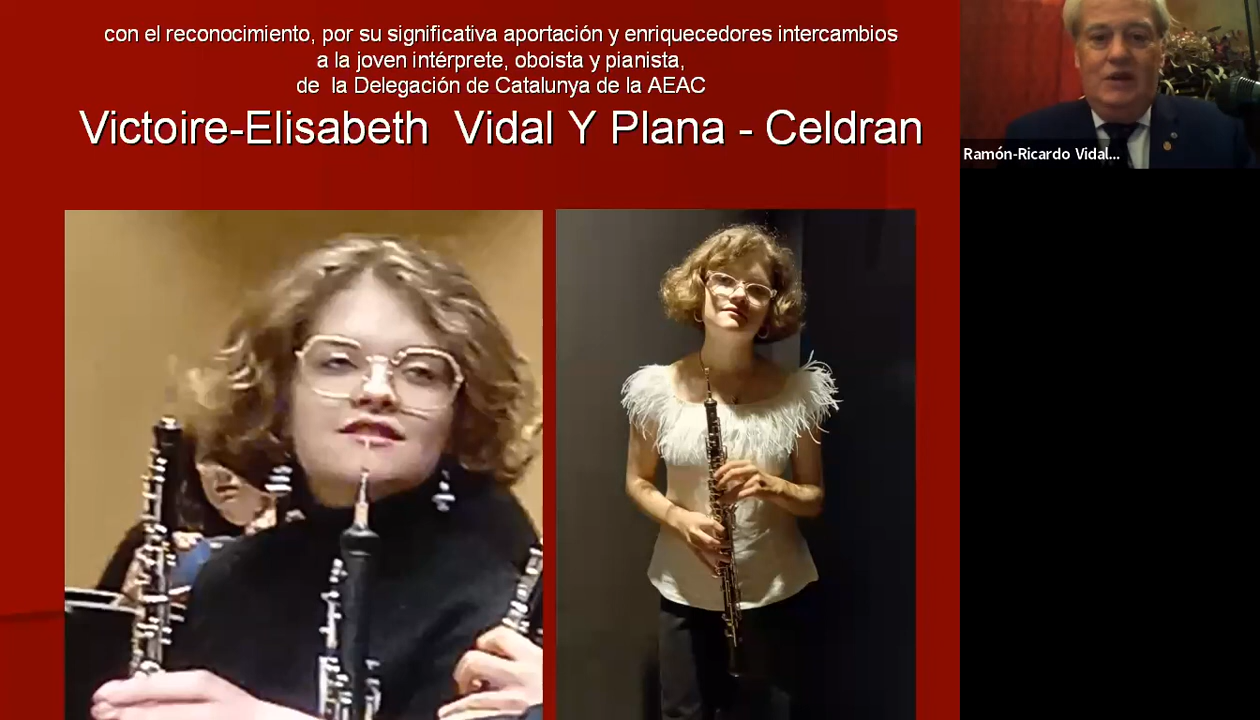 con el reconocimiento, por su significativa aportación y enriquecedores intercambios
a la joven intérprete, oboista y pianista,
de la Delegación de Catalunya de la AEAC
Victoire-Elisabeth Vidal Y Plana - Celdran
Ramón-Ricardo Vidal...